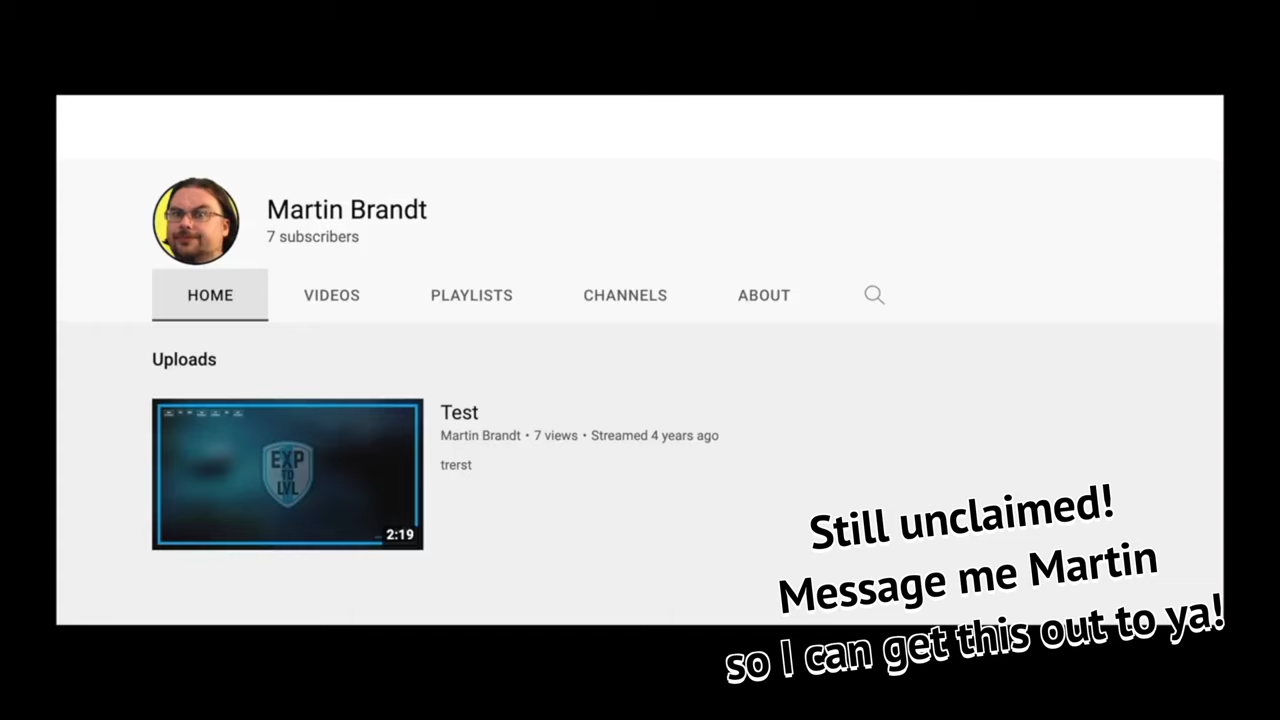 Martin Brandt
7 subscribers
HOME VIDEOS PLAYLISTS CHANNELS ABOUT
Uploads
EXP
TO
LVL
2:19
Test
Martin Brandt • 7 views • Streamed 4 years ago
trerst
Still unclaimed!
Message me Martin
so I can get this out to ya!